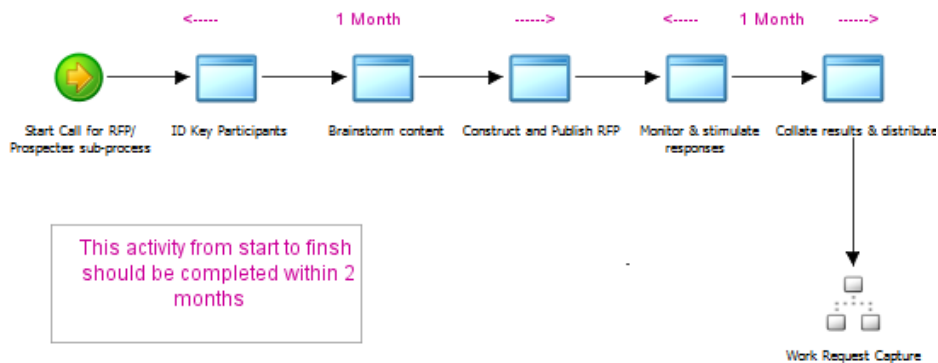 <----- 1 Month ------>
<----- 1 Month ----->
Start Call for RFP/
Prospectes sub-process
ID Key Participants
Brainstorm content
Construct and Publish RFP
Monitor & stimulate
responses
Collate results & distribute
This activity from start to finsh
should be completed within 2
months
Work Request Capture